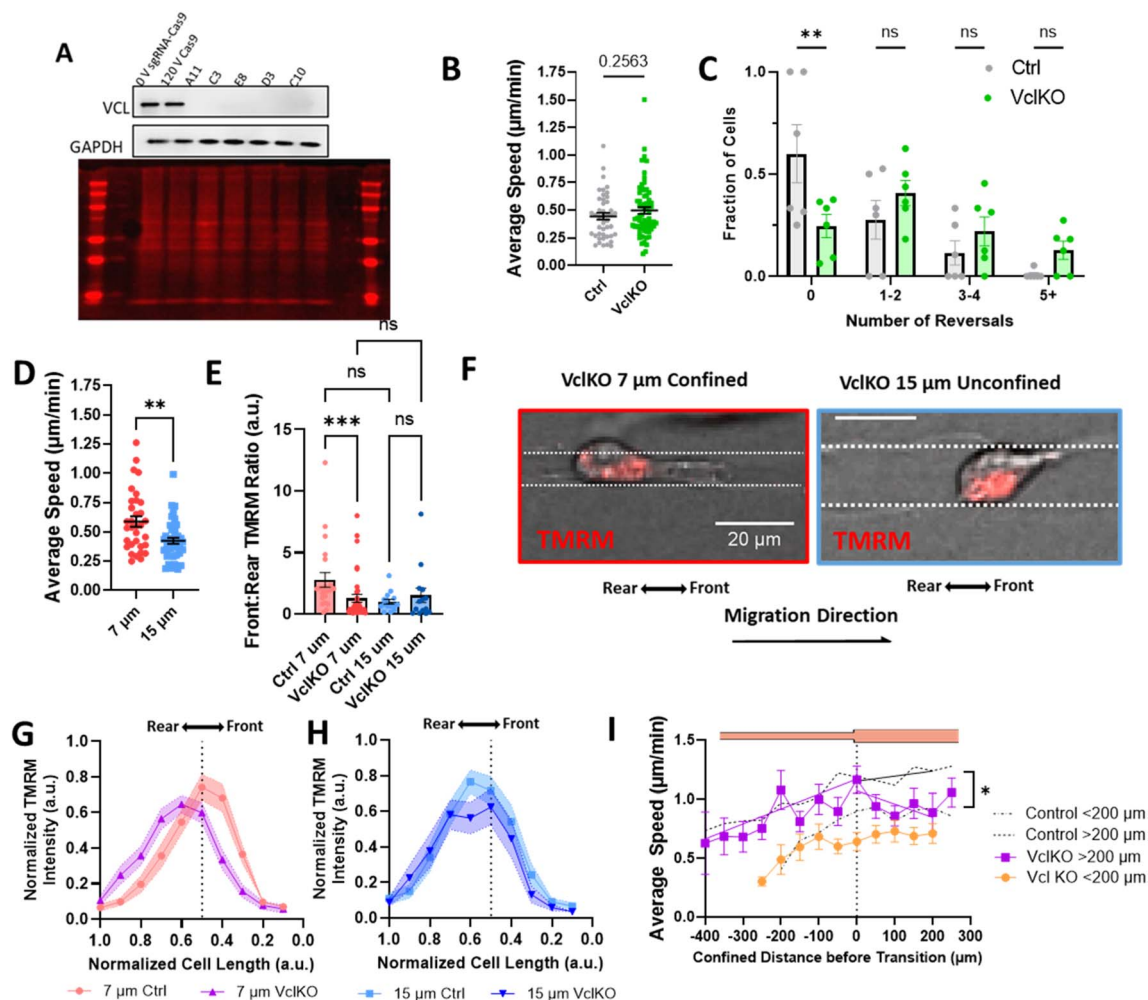 A
0 V sgRNA-Cas9
120 V Cas9
A11
C3
E8
D3
C10
VCL
GAPDH
B
0.2563
Average Speed (µm/min)
1.75
1.50
1.25
1.00
0.75
0.50
0.25
0.00
Ctrl
VclKO
C
** ns ns ns
Ctrl
VclKO
Fraction of Cells
1.0
0.5
0.0
0 1-2 3-4 5+
Number of Reversals
D
**
Average Speed (µm/min)
1.75
1.50
1.25
1.00
0.75
0.50
0.25
0.00
7 µm
15 µm
E
ns
ns
*** ns
Front:Rear TMRM Ratio (a.u.)
15
10
5
0
Ctrl 7 um
VclKO 7 um
Ctrl 15 um
VclKO 15 um
F
VclKO 7 µm Confined
VclKO 15 µm Unconfined
TMRM
20 µm
TMRM
Rear Front
Rear Front
Migration Direction
G
Rear Front
Normalized TMRM
Intensity (a.u.)
1.0
0.8
0.6
0.4
0.2
0.0
1.0 0.8 0.6 0.4 0.2 0.0
Normalized Cell Length (a.u.)
7 µm Ctrl
7 µm VclKO
H
Rear Front
Normalized TMRM
Intensity (a.u.)
1.0
0.8
0.6
0.4
0.2
0.0
1.0 0.8 0.6 0.4 0.2 0.0
Normalized Cell Length (a.u.)
15 µm Ctrl
15 µm VclKO
I
Average Speed (µm/min)
1.5
1.0
0.5
0.0
*
-400 -300 -200 -100 0 100 200 300
Confined Distance before Transition (µm)
Control <200 µm
Control >200 µm
VclKO >200 µm
Vcl KO <200 µm